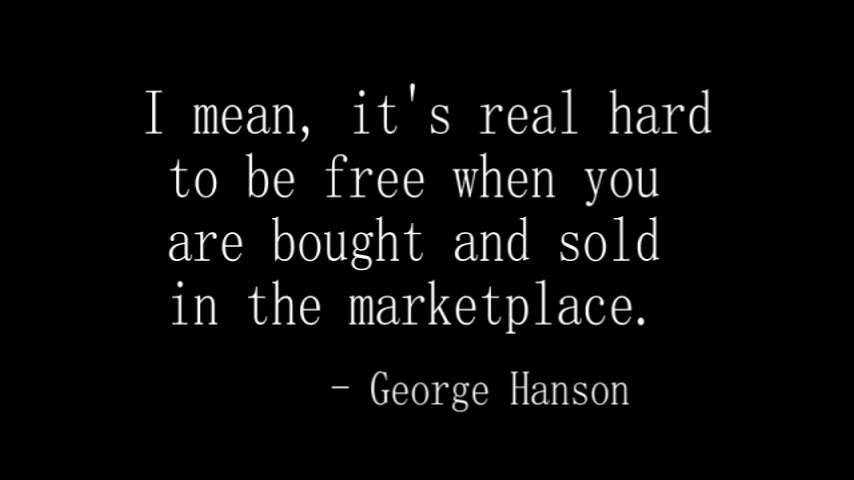 I mean, it's real hard
to be free when you
are bought and sold
in the marketplace.
- George Hanson